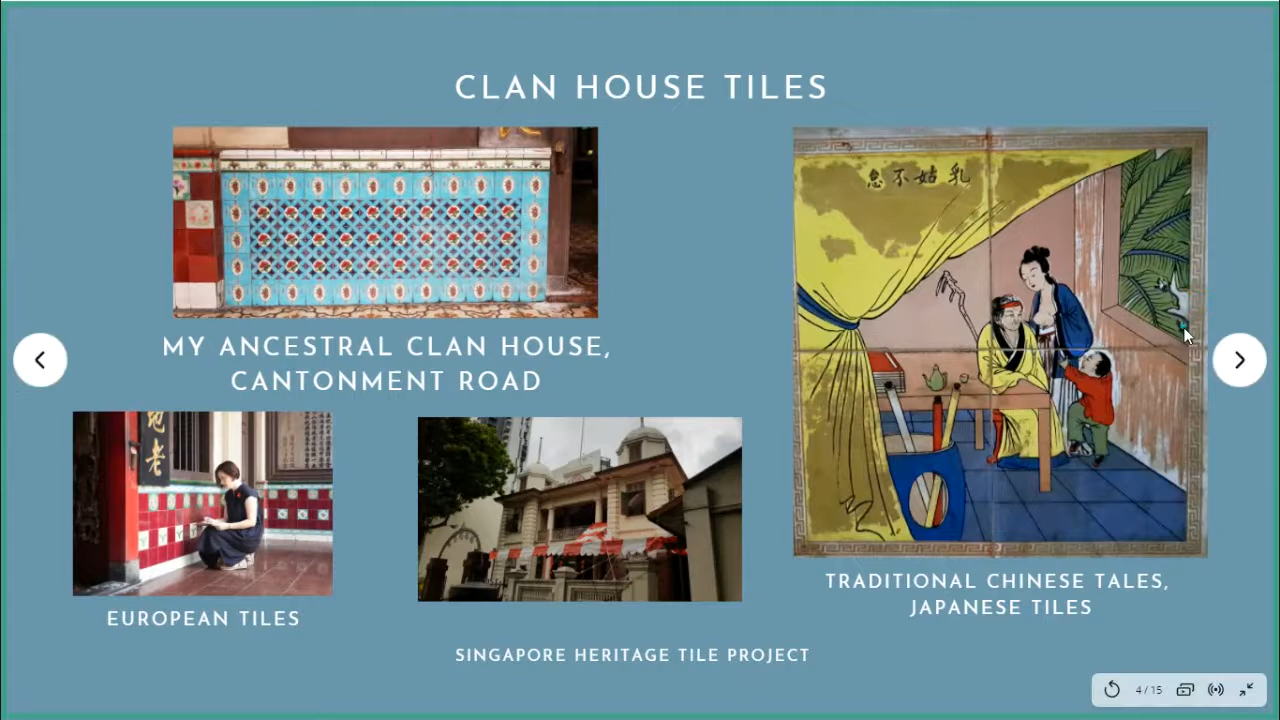 CLAN HOUSE TILES
乳姑不怠
MY ANCESTRAL CLAN HOUSE,
CANTONMENT ROAD
EUROPEAN TILES
TRADITIONAL CHINESE TALES,
JAPANESE TILES
SINGAPORE HERITAGE TILE PROJECT
4/15